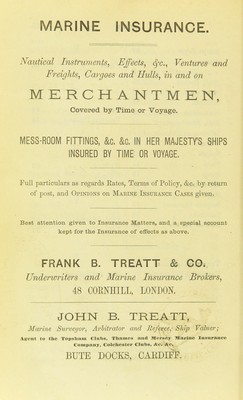 MARINE INSURANCE.
Nautical Instruments, Effects, &c., Ventures and
Freights, Cargoes and Hulls, in and on
MERCHANTMEN,
Covered by Time or Voyage.
MESS-ROOM FITTINGS, &c. &c. IN HER MAJESTY'S SHIPS
INSURED BY TIME OR VOYAGE.
Full particulars as regards Rates, Terms of Policy, &c. by return
of post, and OPINIONS ON MARINE INSURANCE CASES given.
Best attention given to Insurance Matters, and a special account
kept for the Insurance of effects as above.
FRANK B. TREATT & CO.
Underwriters and Marine Insurance Brokers,
48 CORNHILL, LONDON.
JOHN B. TREATT,
Marine Surveyor, Arbitrator and Referee, Ship Valuer;
Agent to the Topsham Clubs, Thames and Mersey Marine Insurance
Company, Colchester Clubs, &c. &c.
BUTE DOCKS, CARDIFF.